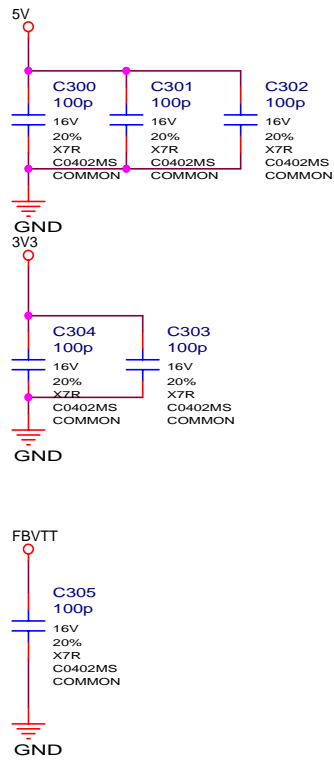 5V
C300
100p
16V
20%
X7R
C0402MS
COMMON
C301
100p
16V
20%
X7R
C0402MS
COMMON
C302
100p
16V
20%
X7R
C0402MS
COMMON
GND
3V3
C304
100p
16V
20%
X7R
C0402MS
COMMON
C303
100p
16V
20%
X7R
C0402MS
COMMON
GND
FBVTT
C305
100p
16V
20%
X7R
C0402MS
COMMON
GND